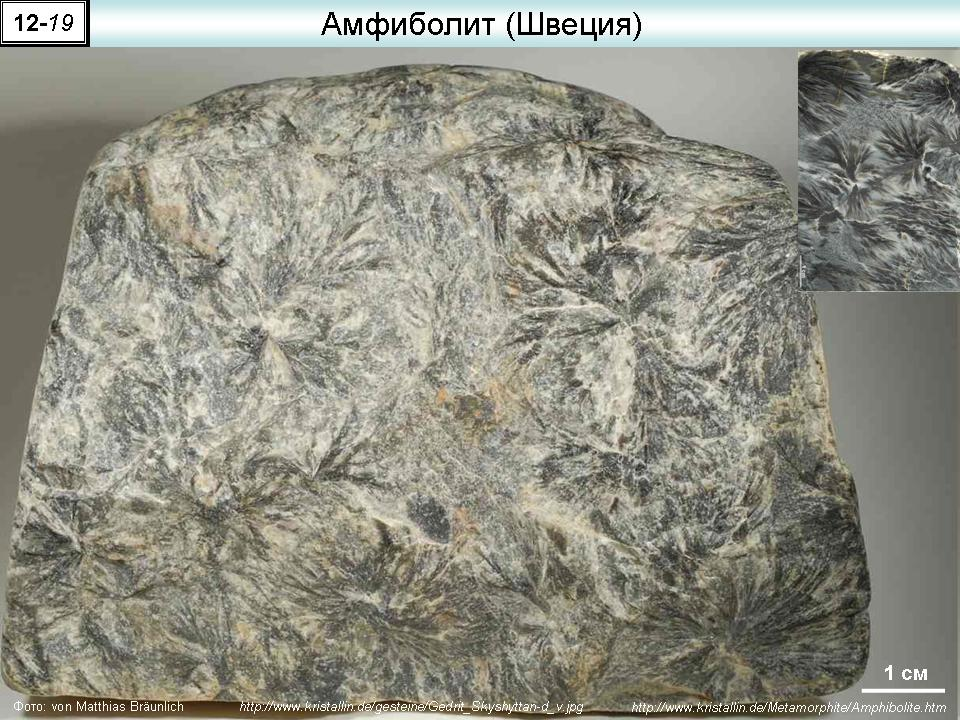 12-19
Амфиболит (Швеция)
1 см
Фото: von Matthias Bräunlich
http://www.kristallin.de/gesteine/Gedrit_Skyshyttan-d_v.jpg
http://www.kristallin.de/Metamorphite/Amphibolite.htm